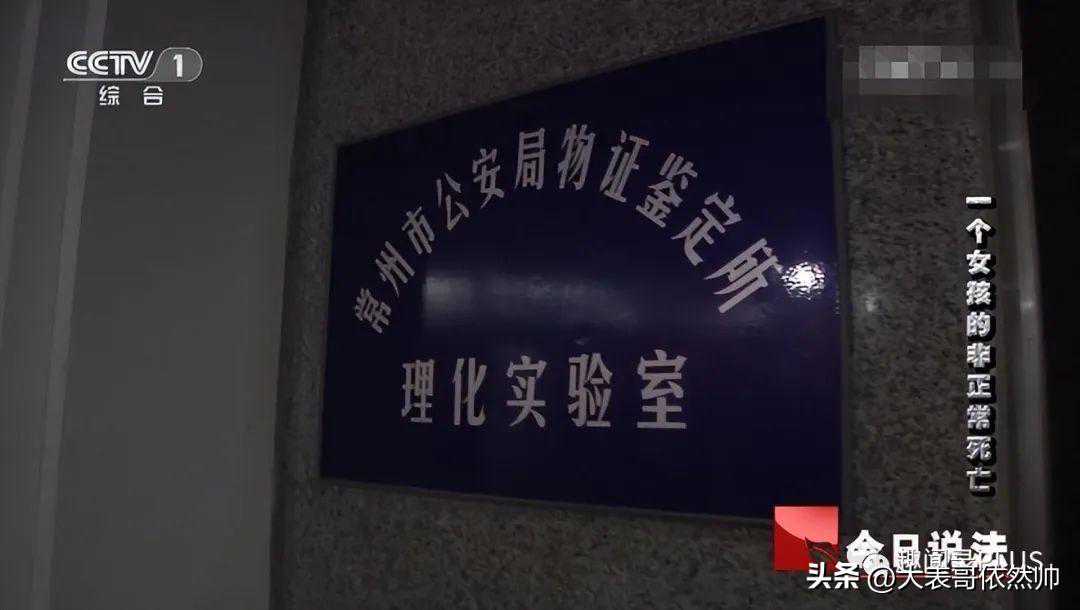 CCTV 1
综合
常州市公安局物证鉴定所
理化实验室
一个女孩的非正常死亡
今日说法
头条 @大表哥依然帅